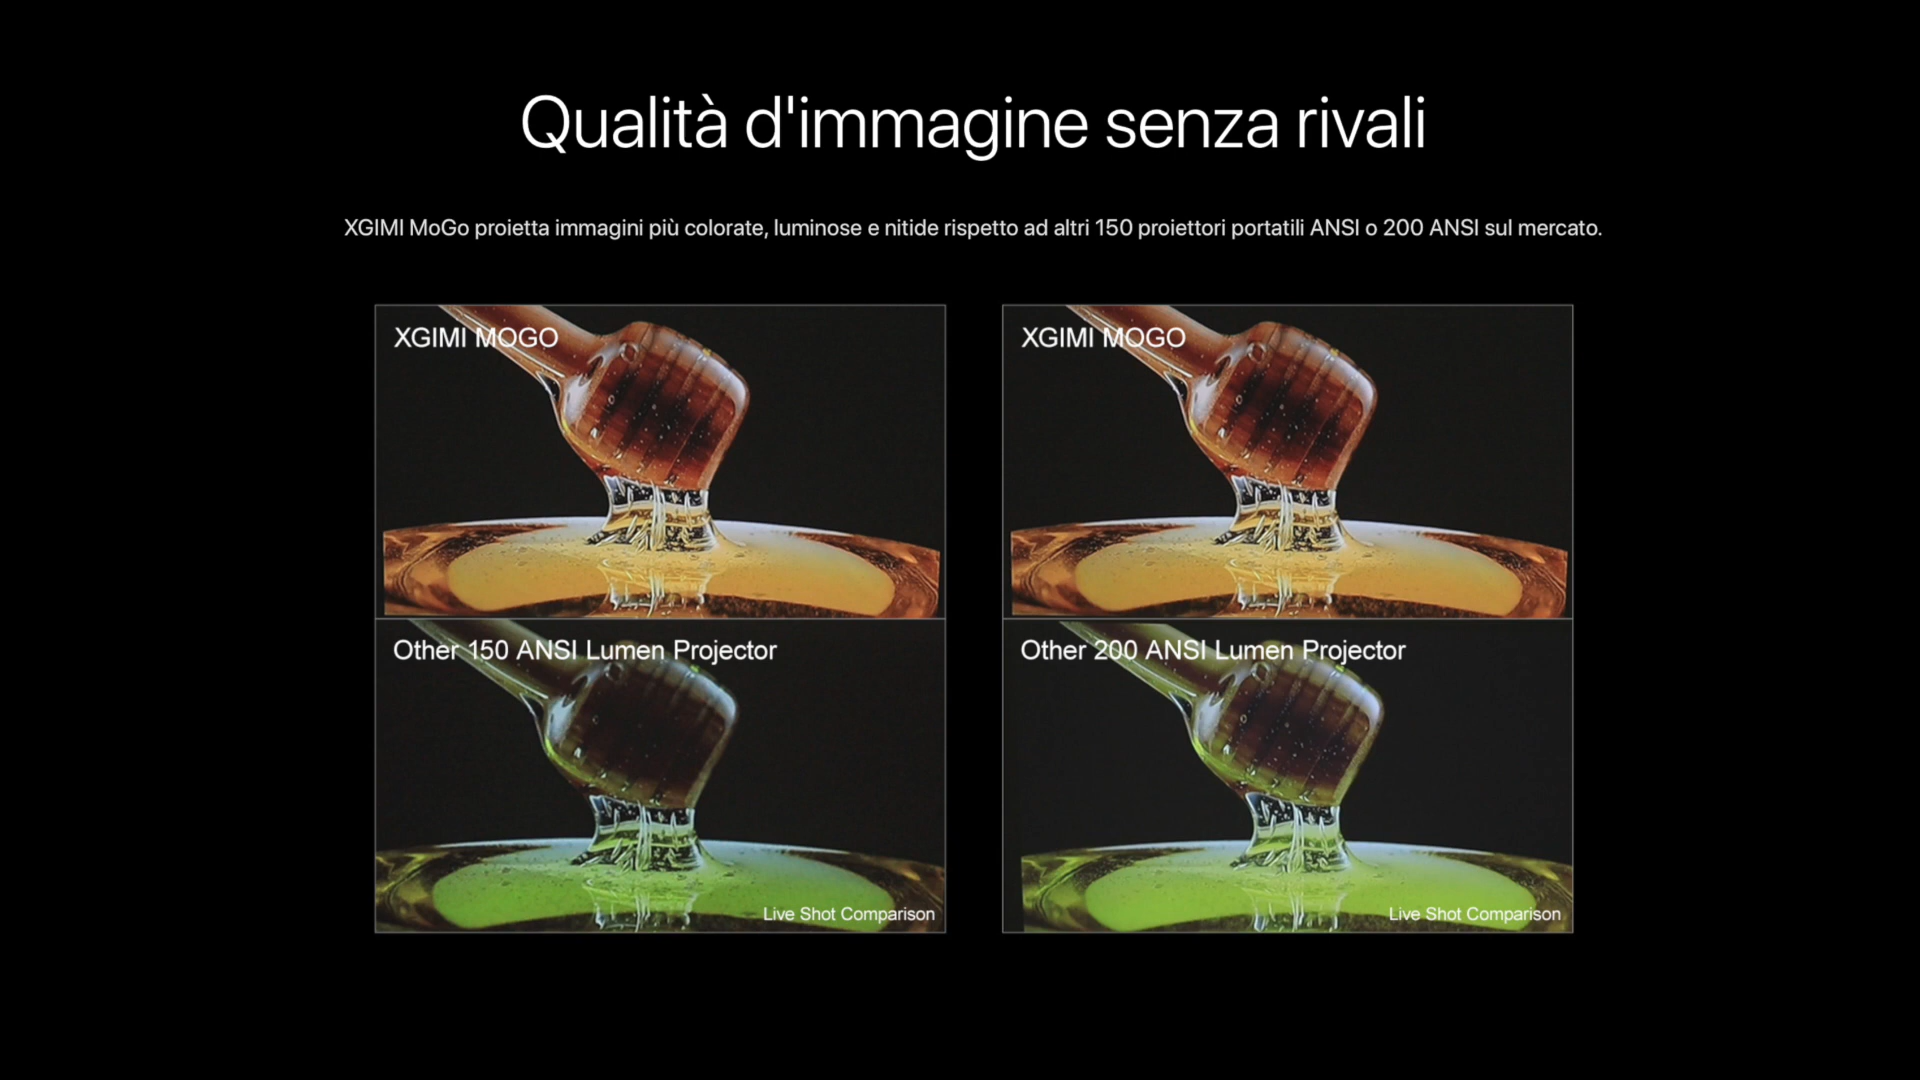 Qualità d'immagine senza rivali
XGIMI MoGo proietta immagini più colorate, luminose e nitide rispetto ad altri 150 proiettori portatili ANSI o 200 ANSI sul mercato.
XGIMI MOGO
Other 150 ANSI Lumen Projector
Live Shot Comparison
XGIMI MOGO
Other 200 ANSI Lumen Projector
Live Shot Comparison